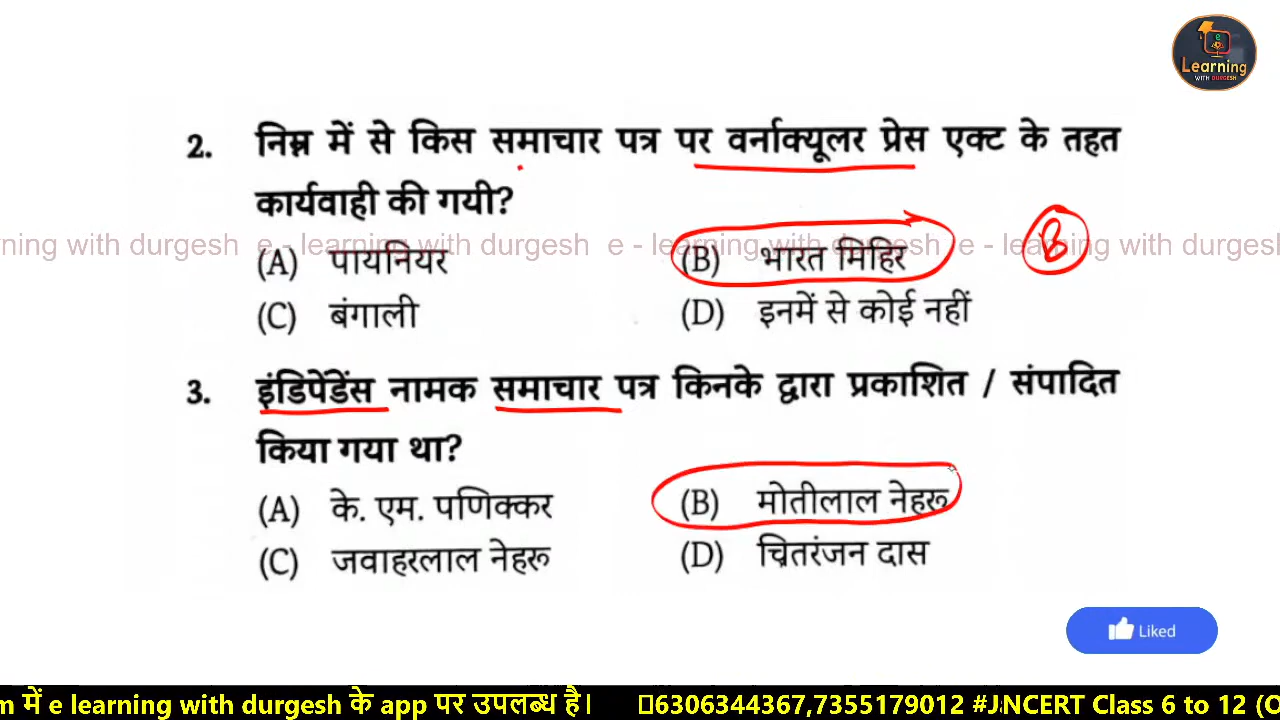 e
Learning
WITH DURGESH
2. निम्न में से किस समाचार पत्र पर वर्नाक्यूलर प्रेस एक्ट के तहत
कार्यवाही की गयी?
rning with durgesh e - learning with durgesh e - learning with durgesh e - learning with durgesh
(A) पायनियर (B) भारत मिहिर B
(C) बंगाली (D) इनमें से कोई नहीं
3. इंडिपेंडेंस नामक समाचार पत्र किनके द्वारा प्रकाशित / संपादित
किया गया था?
(A) के. एम. पणिक्कर (B) मोतीलाल नेहरू
(C) जवाहरलाल नेहरू (D) चितरंजन दास
Liked
m में e learning with durgesh के app पर उपलब्ध है। 6306344367,7355179012 #JNCERT Class 6 to 12 (O